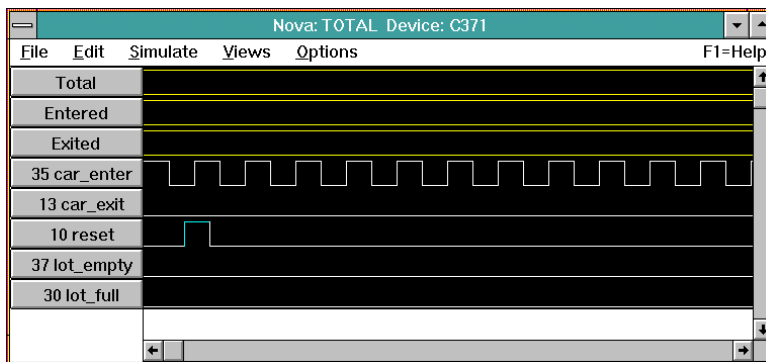 Nova: TOTAL Device: C371
File Edit Simulate Views Options F1=Help
Total
Entered
Exited
35 car_enter
13 car_exit
10 reset
37 lot_empty
30 lot_full